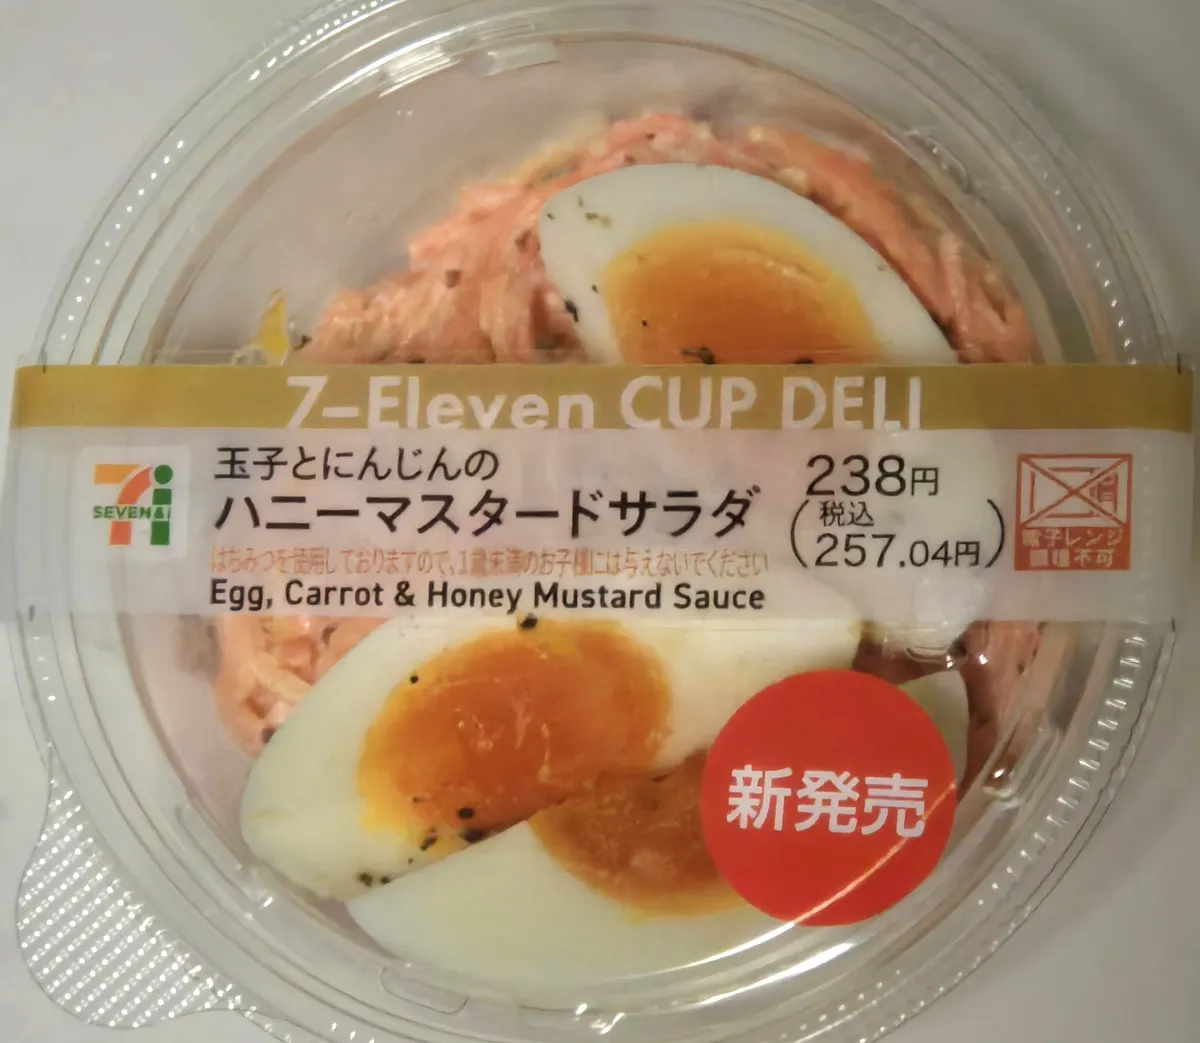 7-Eleven CUP DELI
玉子とにんじんの
ハニーマスタードサラダ
はちみつを使用しておりますので、1歳未満のお子様には与えないでください
Egg, Carrot & Honey Mustard Sauce
SEVEN&i
238円
(税込
257.04円)
電子レンジ
調理不可
新発売